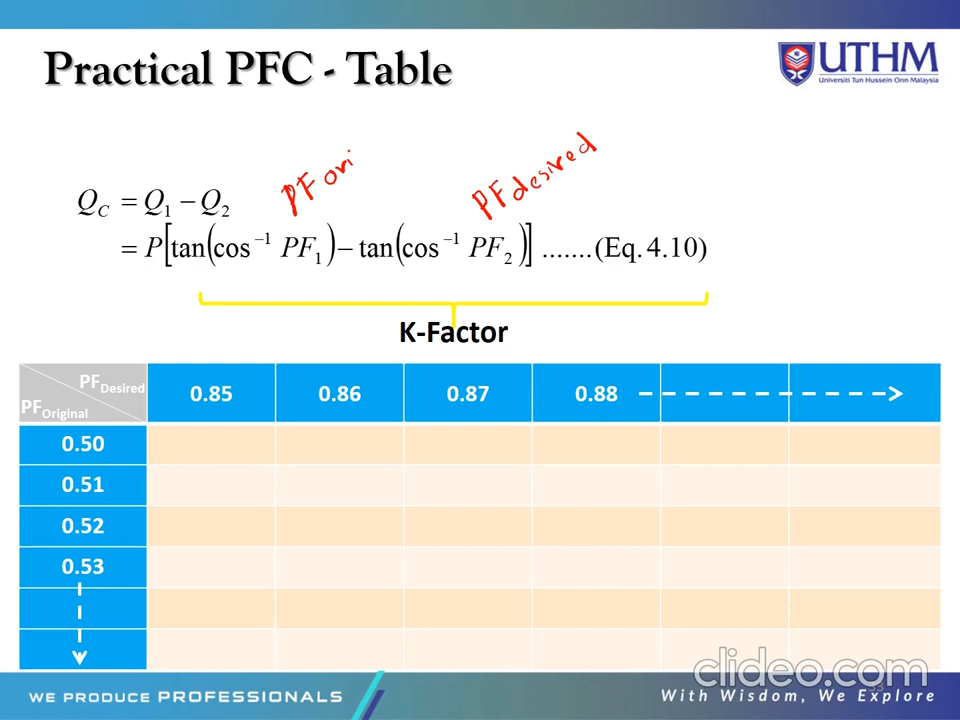 Practical PFC - Table
UTHM
Universiti Tun Hussein Onn Malaysia
PF ori
PF desired
Q_C = Q_1 − Q_2
= P[tan(cos⁻¹ PF_1) − tan(cos⁻¹ PF_2)] .......(Eq. 4.10)
K-Factor
PF_Desired
PF_Original
0.85 0.86 0.87 0.88
0.50
0.51
0.52
0.53
clideo.com
WE PRODUCE PROFESSIONALS
With Wisdom, We Explore